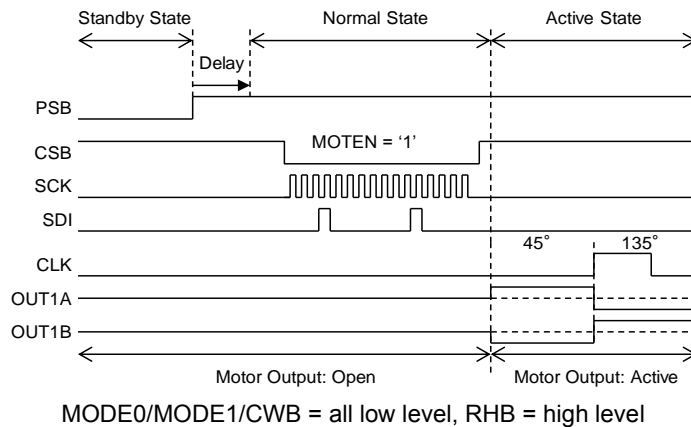 Standby State Normal State Active State
Delay
PSB
CSB MOTEN = ‘1’
SCK
SDI
45° 135°
CLK
OUT1A
OUT1B
Motor Output: Open Motor Output: Active
MODE0/MODE1/CWB = all low level, RHB = high level